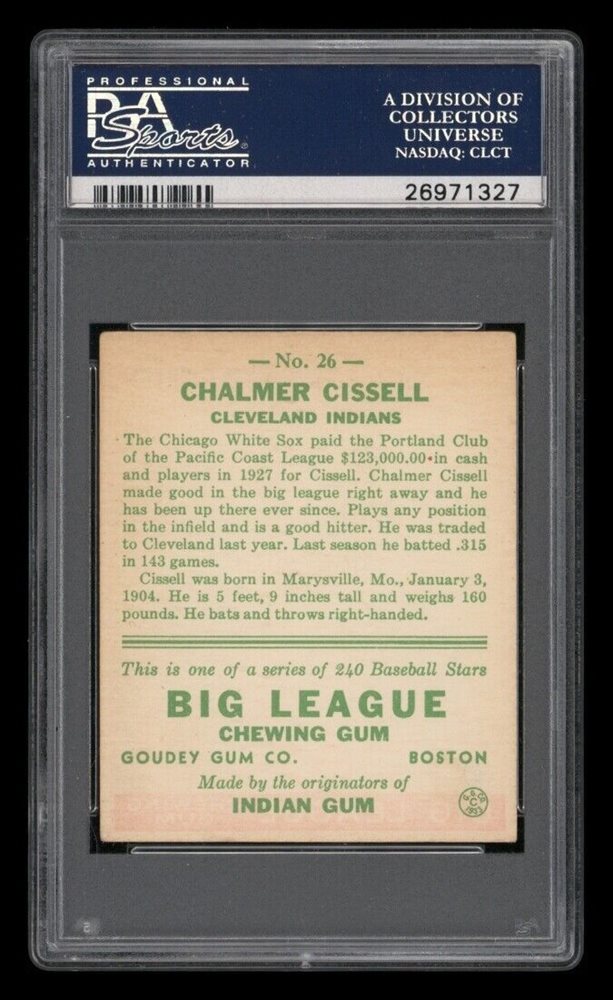 PROFESSIONAL
PSA
Sports®
AUTHENTICATOR
A DIVISION OF
COLLECTORS
UNIVERSE
NASDAQ: CLCT
26971327
— No. 26 —
CHALMER CISSELL
CLEVELAND INDIANS
The Chicago White Sox paid the Portland Club
of the Pacific Coast League $123,000.00 in cash
and players in 1927 for Cissell. Chalmer Cissell
made good in the big league right away and he
has been up there ever since. Plays any position
in the infield and is a good hitter. He was traded
to Cleveland last year. Last season he batted .315
in 143 games.
Cissell was born in Marysville, Mo., January 3,
1904. He is 5 feet, 9 inches tall and weighs 160
pounds. He bats and throws right-handed.
This is one of a series of 240 Baseball Stars
BIG LEAGUE
CHEWING GUM
GOUDEY GUM CO. BOSTON
Made by the originators of
INDIAN GUM
G.G.CO.
C
1933